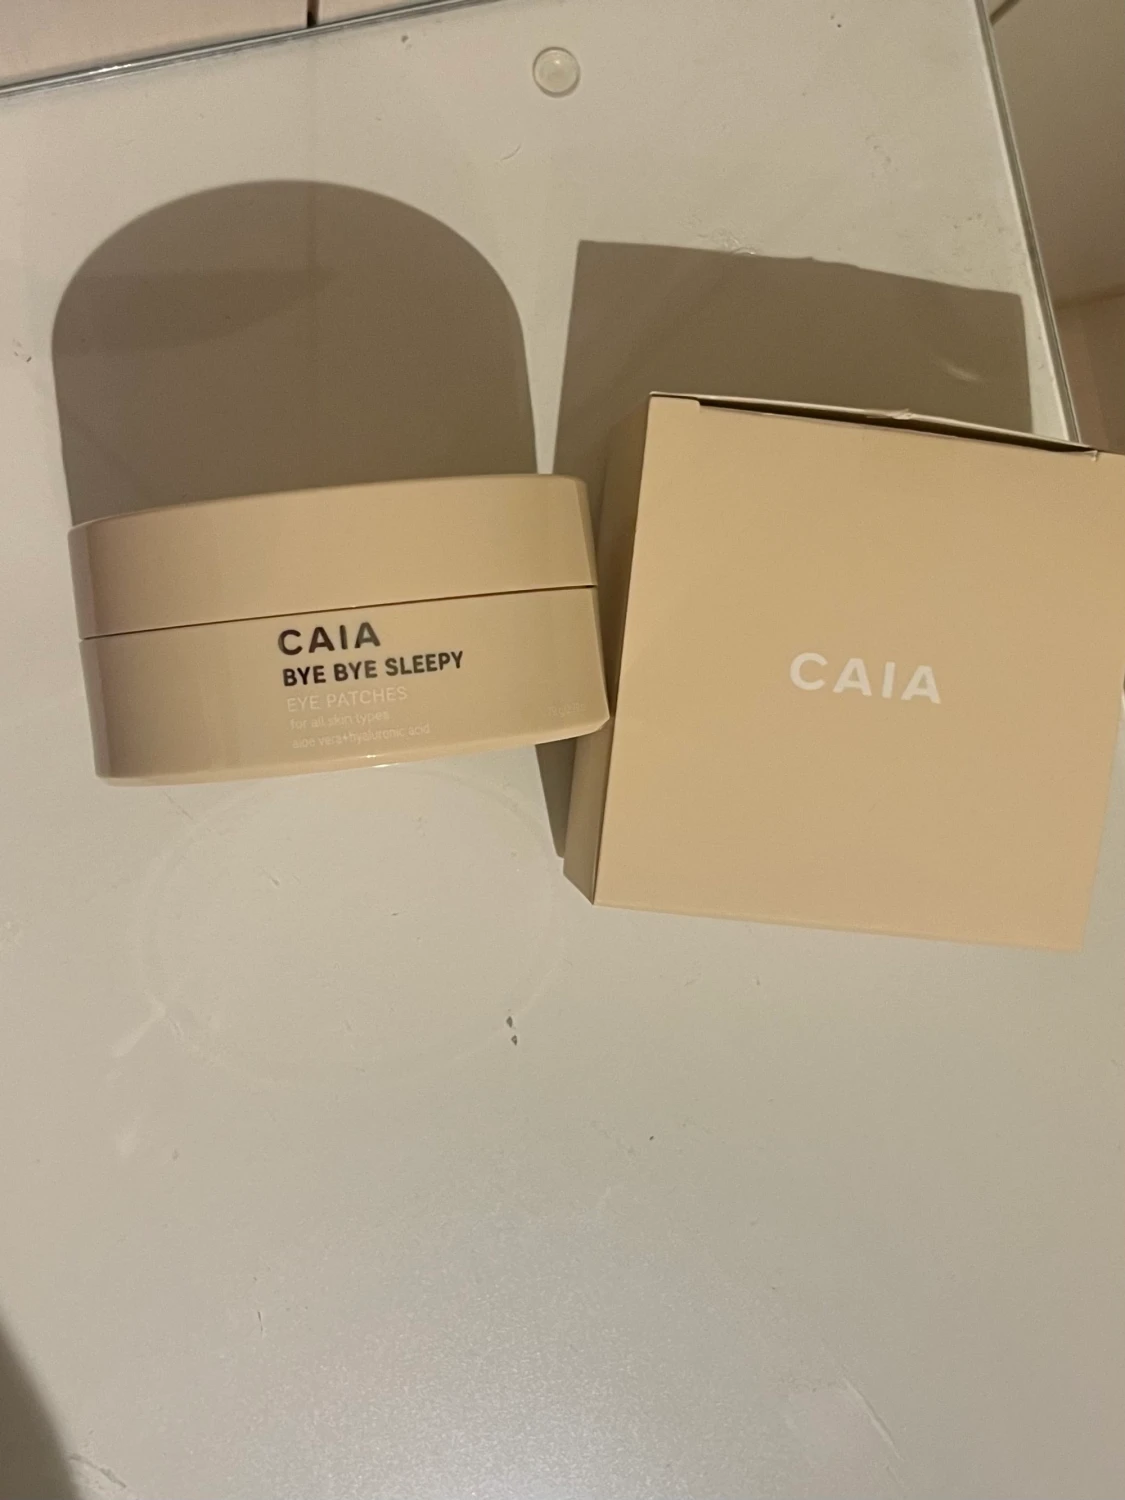 CAIA
BYE BYE SLEEPY
EYE PATCHES
for all skin types
aloe vera+hyaluronic acid
CAIA